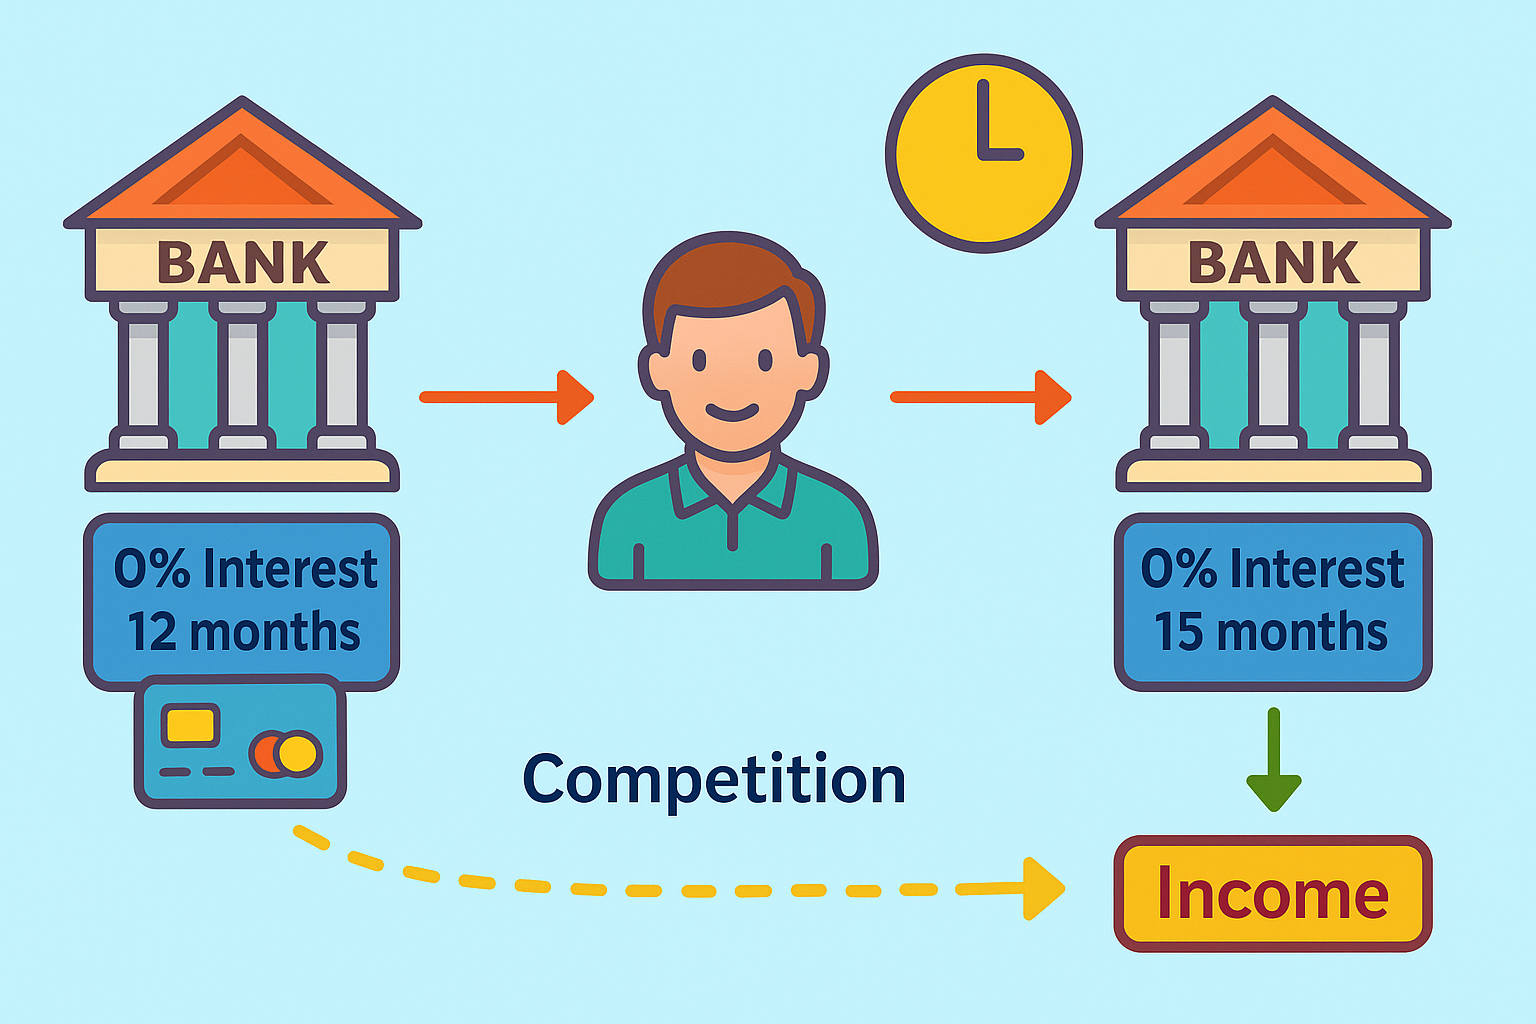 BANK
BANK
0% Interest
12 months
0% Interest
15 months
Competition
Income